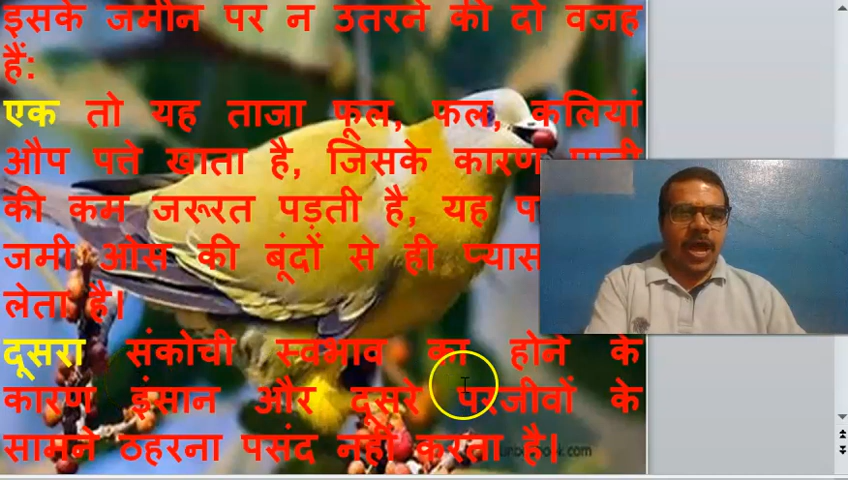 इसके जमीन पर न उतरने की दो वजह
हैं:
एक तो यह ताजा फूल, फल, कलियां
औप पत्ते खाता है, जिसके कारण
की कम जरूरत पड़ती है, यह
जमी ओस की बूंदों से ही
लेता है।
दूसरा संकोची स्वभाव का होने के
कारण इंसान और दूसरे परजीवों के
सामने ठहरना पसंद नहीं करता है।